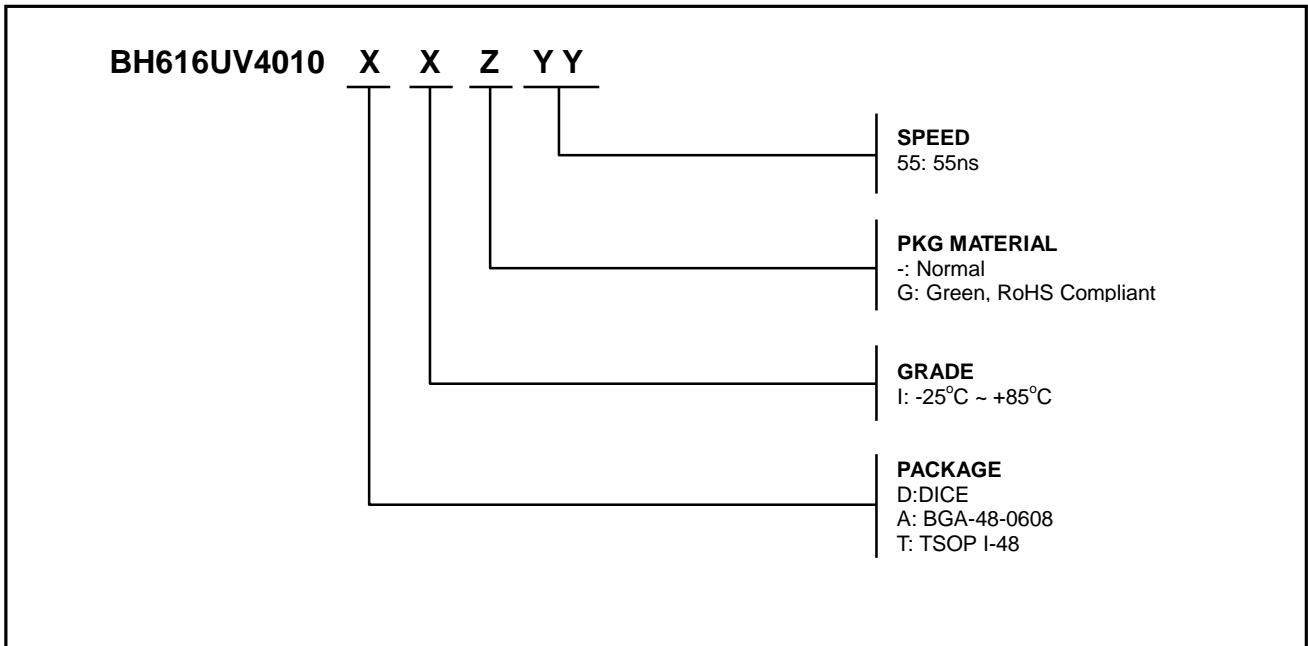 BH616UV4010 X X Z Y Y
SPEED
55: 55ns
PKG MATERIAL
-: Normal
G: Green, RoHS Compliant
GRADE
I: -25°C ~ +85°C
PACKAGE
D:DICE
A: BGA-48-0608
T: TSOP I-48